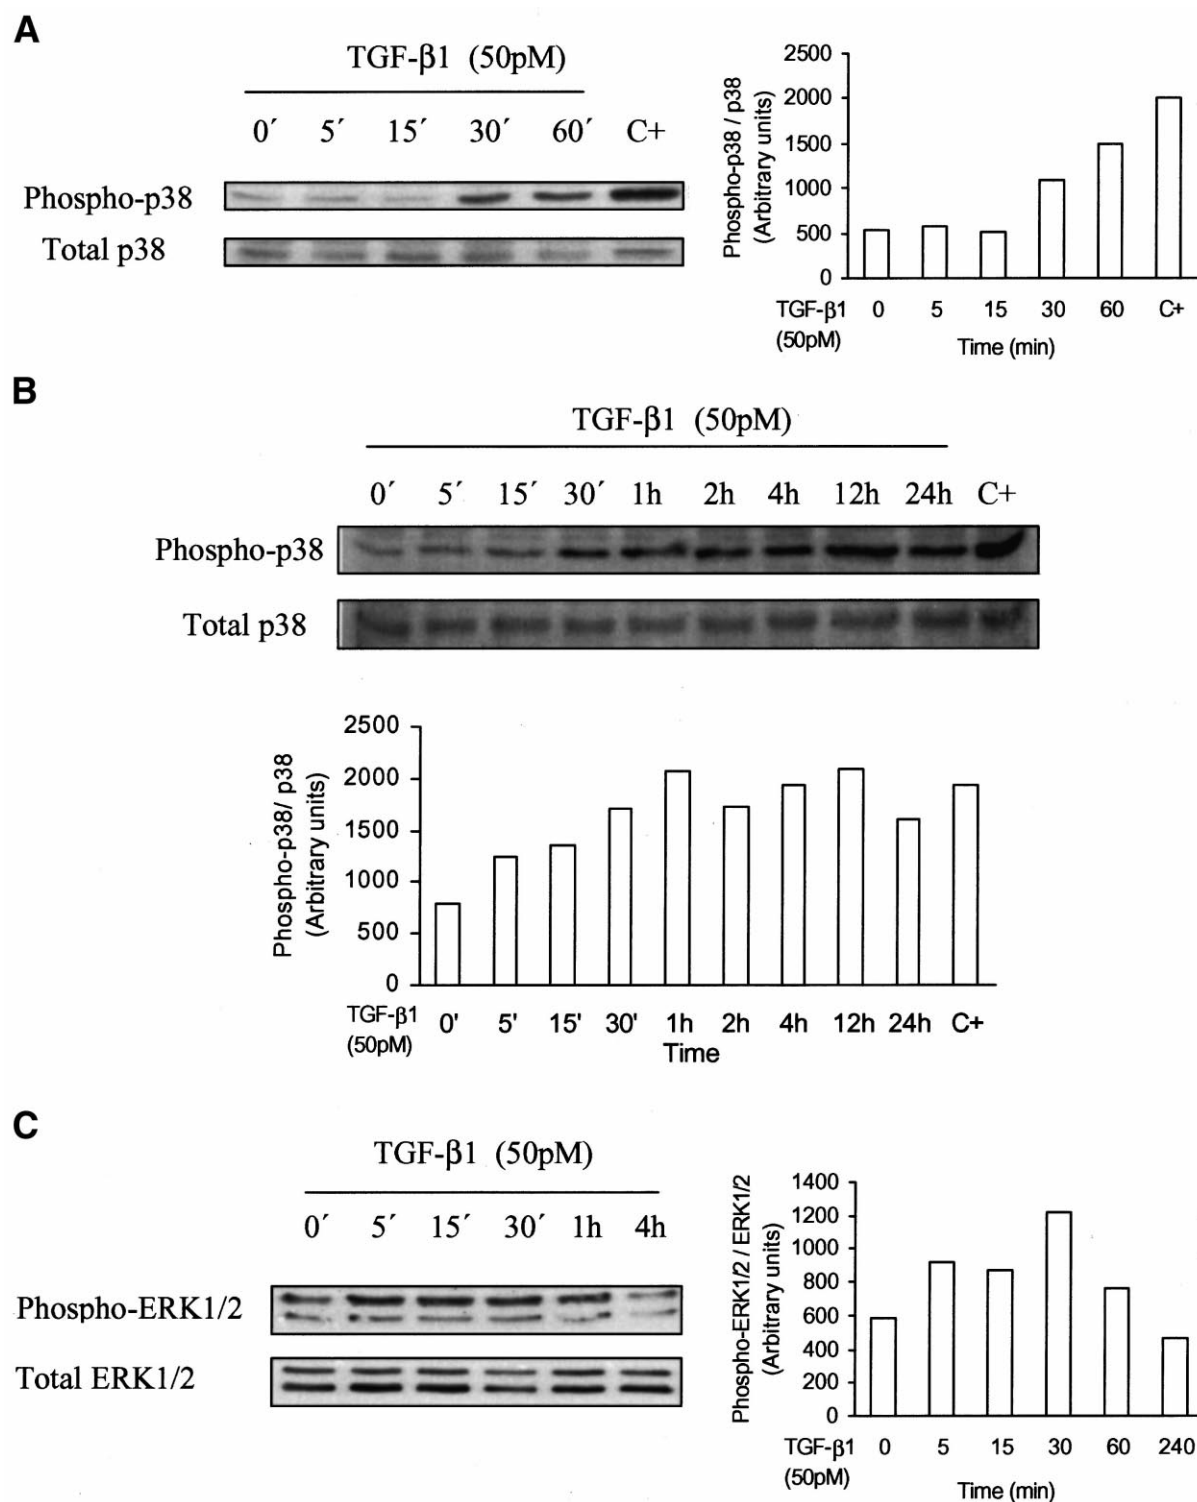 A
TGF-β1 (50pM)
0´ 5´ 15´ 30´ 60´ C+
Phospho-p38
Total p38
Phospho-p38 / p38
(Arbitrary units)
2500
2000
1500
1000
500
0
TGF-β1 0 5 15 30 60 C+
(50pM)
Time (min)
B
TGF-β1 (50pM)
0´ 5´ 15´ 30´ 1h 2h 4h 12h 24h C+
Phospho-p38
Total p38
Phospho-p38/ p38
(Arbitrary units)
2500
2000
1500
1000
500
0
TGF-β1 0' 5' 15' 30' 1h 2h 4h 12h 24h C+
(50pM)
Time
C
TGF-β1 (50pM)
0´ 5´ 15´ 30´ 1h 4h
Phospho-ERK1/2
Total ERK1/2
Phospho-ERK1/2 / ERK1/2
(Arbitrary units)
1400
1200
1000
800
600
400
200
0
TGF-β1 0 5 15 30 60 240
(50pM)
Time (min)